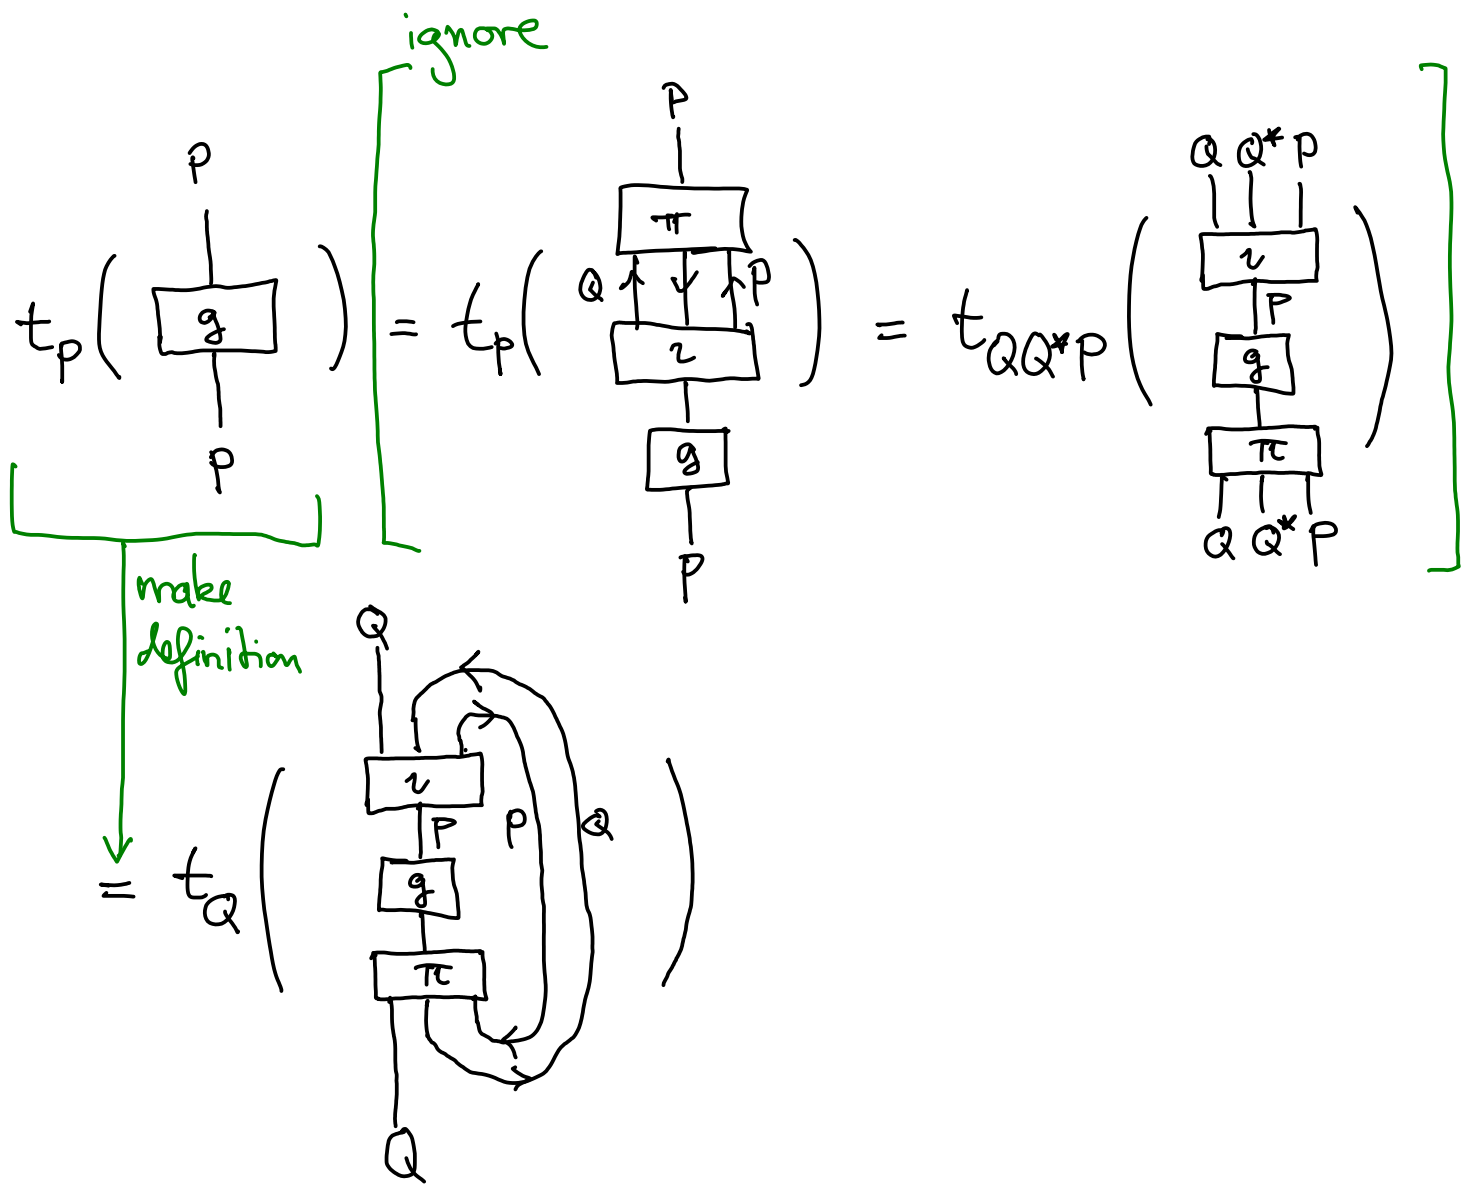 ignore
P
P
Q Q* P
π
ι
Q
P
P
t_P ( g ) = t_P ( ι ) = t_{QQ*P} ( g )
g
π
P
P
Q Q* P
make
definition
Q
ι
P
P
Q
= t_Q ( g )
π
Q